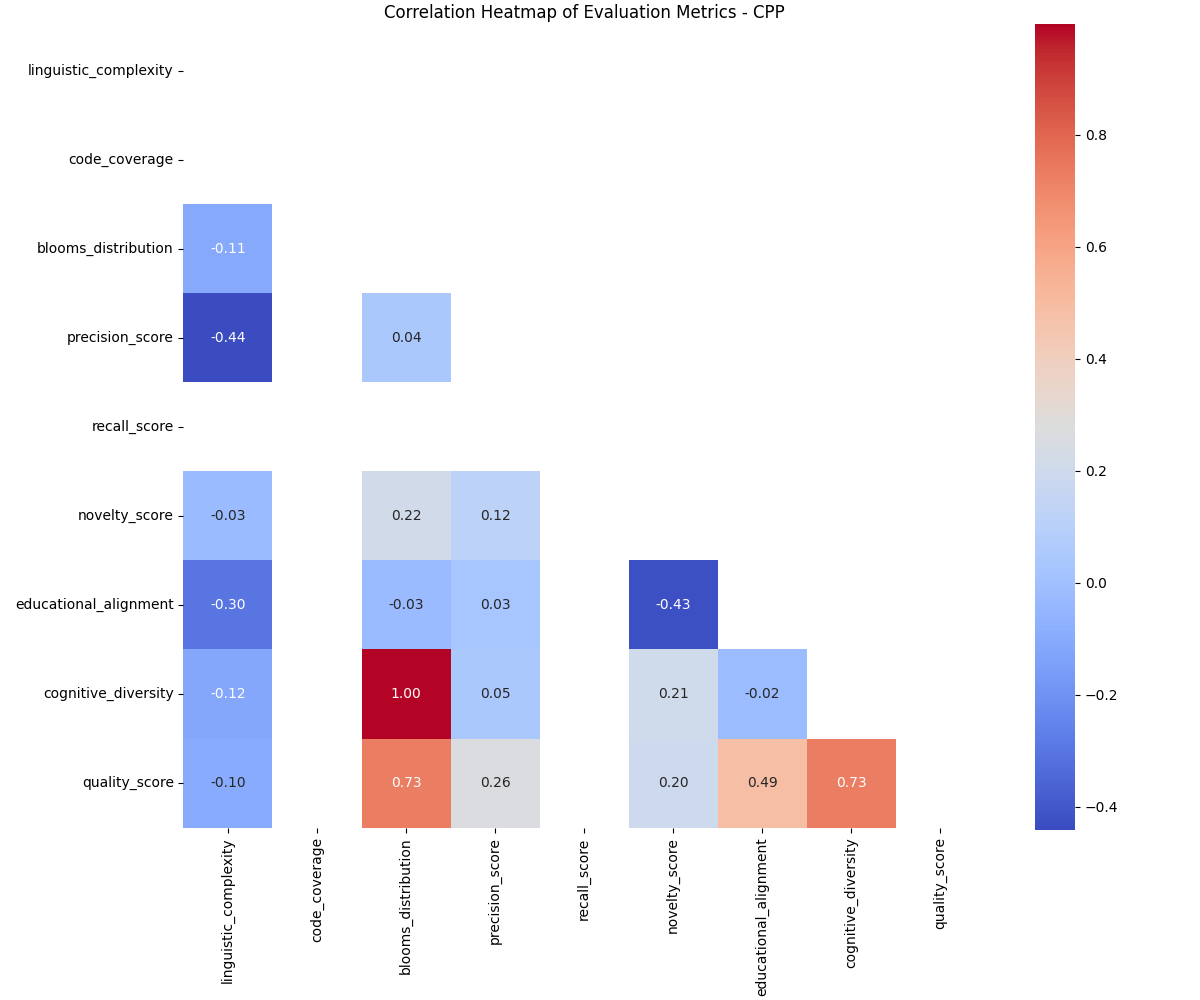 Correlation Heatmap of Evaluation Metrics - CPP
linguistic_complexity
code_coverage
blooms_distribution -0.11
precision_score -0.44 0.04
recall_score
novelty_score -0.03 0.22 0.12
educational_alignment -0.30 -0.03 0.03 -0.43
cognitive_diversity -0.12 1.00 0.05 0.21 -0.02
quality_score -0.10 0.73 0.26 0.20 0.49 0.73
linguistic_complexity
code_coverage
blooms_distribution
precision_score
recall_score
novelty_score
educational_alignment
cognitive_diversity
quality_score
0.8
0.6
0.4
0.2
0.0
−0.2
−0.4